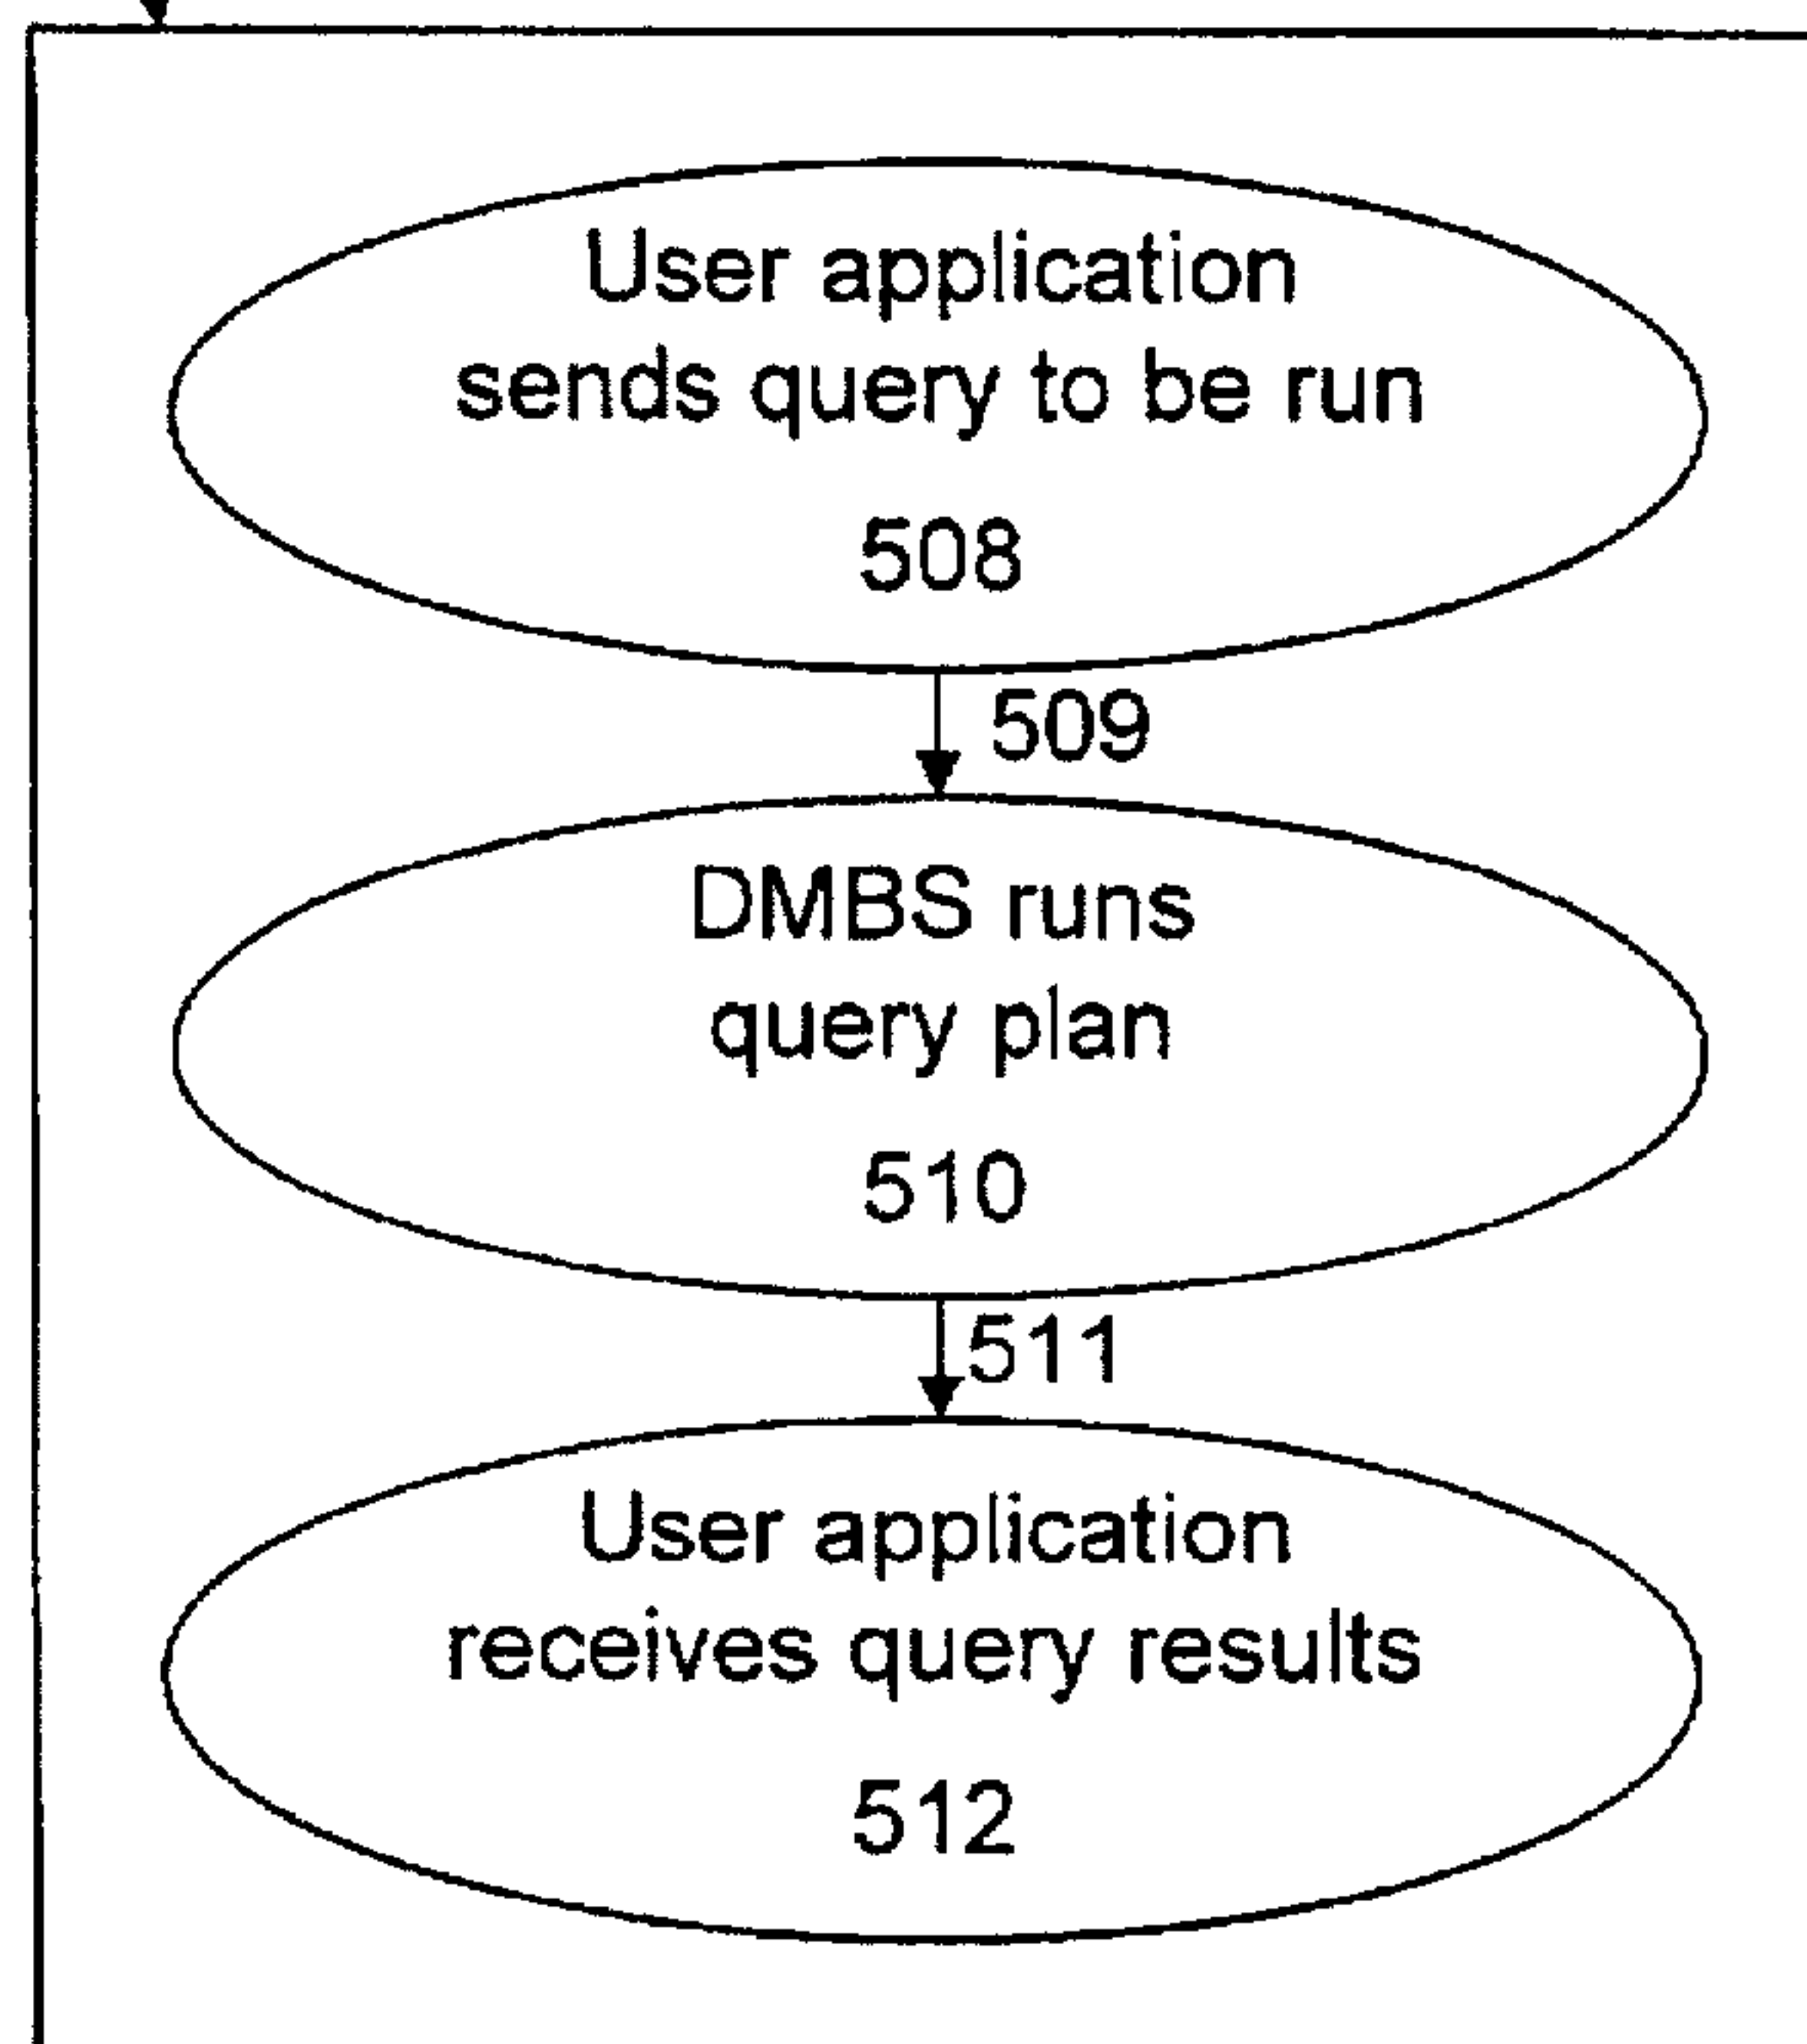 User application
sends query to be run
508
509
DMBS runs
query plan
510
511
User application
receives query results
512